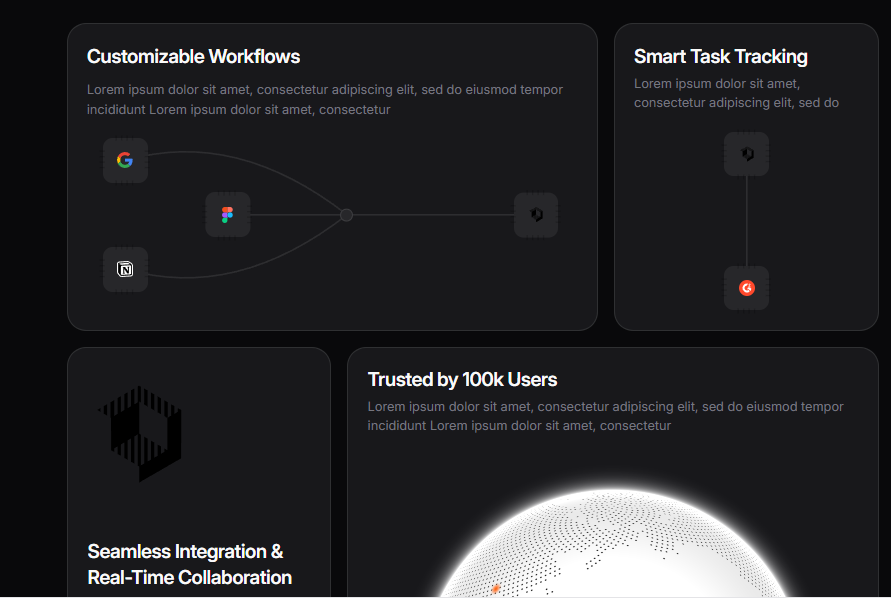 Customizable Workflows
Lorem ipsum dolor sit amet, consectetur adipiscing elit, sed do eiusmod tempor
incididunt Lorem ipsum dolor sit amet, consectetur
Smart Task Tracking
Lorem ipsum dolor sit amet,
consectetur adipiscing elit, sed do
Seamless Integration &
Real-Time Collaboration
Trusted by 100k Users
Lorem ipsum dolor sit amet, consectetur adipiscing elit, sed do eiusmod tempor
incididunt Lorem ipsum dolor sit amet, consectetur